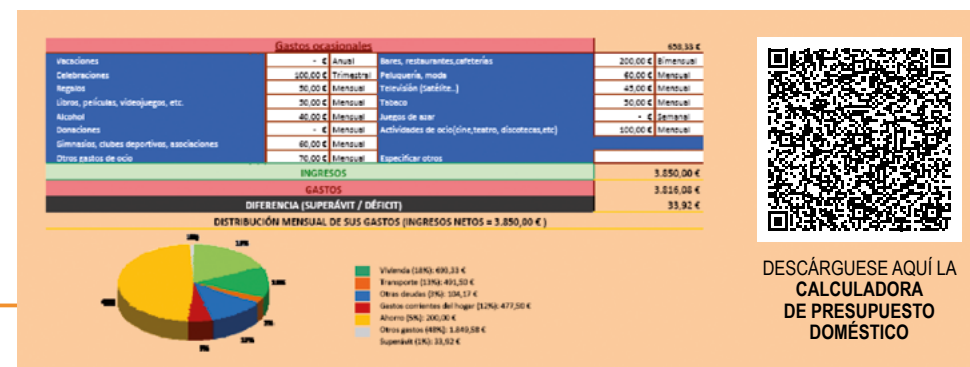 Gastos ocasionales 658,33 €
Vacaciones - € Anual Bares, restaurantes,cafeterías 200,00 € Bimensual
Celebraciones 100,00 € Trimestral Peluquería, moda 60,00 € Mensual
Regalos 50,00 € Mensual Televisión (Satélite..) 45,00 € Mensual
Libros, películas, videojuegos, etc. 50,00 € Mensual Tabaco 50,00 € Mensual
Alcohol 40,00 € Mensual Juegos de azar - € Semanal
Donaciones - € Mensual Actividades de ocio(cine,teatro, discotecas,etc) 100,00 € Mensual
Gimnasios, clubes deportivos, asociaciones 60,00 € Mensual
Otros gastos de ocio 70,00 € Mensual Especificar otros
INGRESOS 3.850,00 €
GASTOS 3.816,08 €
DIFERENCIA (SUPERÁVIT / DÉFICIT) 33,92 €
DISTRIBUCIÓN MENSUAL DE SUS GASTOS (INGRESOS NETOS = 3.850,00 € )
Vivienda (18%): 693,33 €
Transporte (13%): 491,50 €
Otras deudas (3%): 104,17 €
Gastos corrientes del hogar (12%): 477,50 €
Ahorro (5%): 200,00 €
Otros gastos (48%): 1.849,58 €
Superávit (1%): 33,92 €
DESCÁRGUESE AQUÍ LA
CALCULADORA
DE PRESUPUESTO
DOMÉSTICO